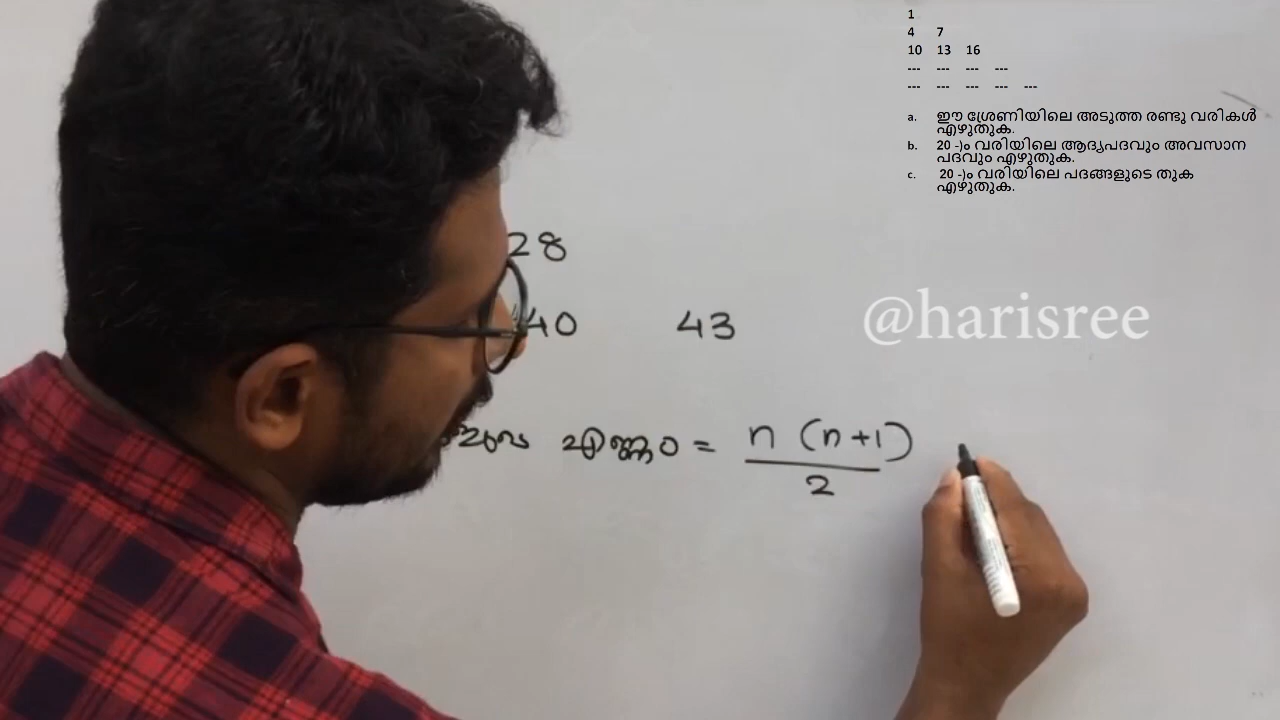 1
4 7
10 13 16
--- --- --- ---
--- --- --- --- ---
a. ഈ ശ്രേണിയിലെ അടുത്ത രണ്ടു വരികൾ
എഴുതുക.
b. 20 -)ം വരിയിലെ ആദ്യപദവും അവസാന
പദവും എഴുതുക.
c. 20 -)ം വരിയിലെ പദങ്ങളുടെ തുക
എഴുതുക.
28
40 43
@harisree
എണ്ണം = n (n+1)
2